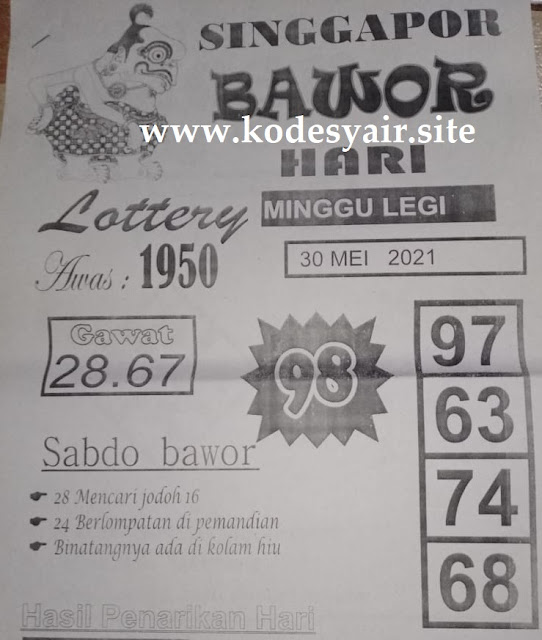 SINGGAPOR
BAWOR
www.kodesyair.site
HARI
Lottery
MINGGU LEGI
Awas : 1950
30 MEI 2021
Gawat
28.67
98
97
63
74
68
Sabdo bawor
28 Mencari jodoh 16
24 Berlompatan di pemandian
Binatangnya ada di kolam hiu
Hasil Penarikan Hari